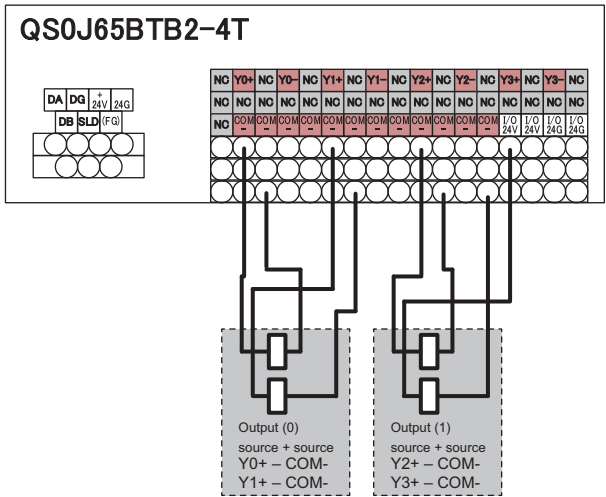 QS0J65BTB2-4T
NC Y0+ NC Y0- NC Y1+ NC Y1- NC Y2+ NC Y2- NC Y3+ NC Y3- NC
NC NC NC NC NC NC NC NC NC NC NC NC NC NC NC NC NC
NC COM- COM- COM- COM- COM- COM- COM- COM- COM- COM- COM- COM- I/O 24V I/O 24V I/O 24G I/O 24G
DA DG +24V 24G
DB SLD (FG)
Output (0)
source + source
Y0+ – COM-
Y1+ – COM-
Output (1)
source + source
Y2+ – COM-
Y3+ – COM-